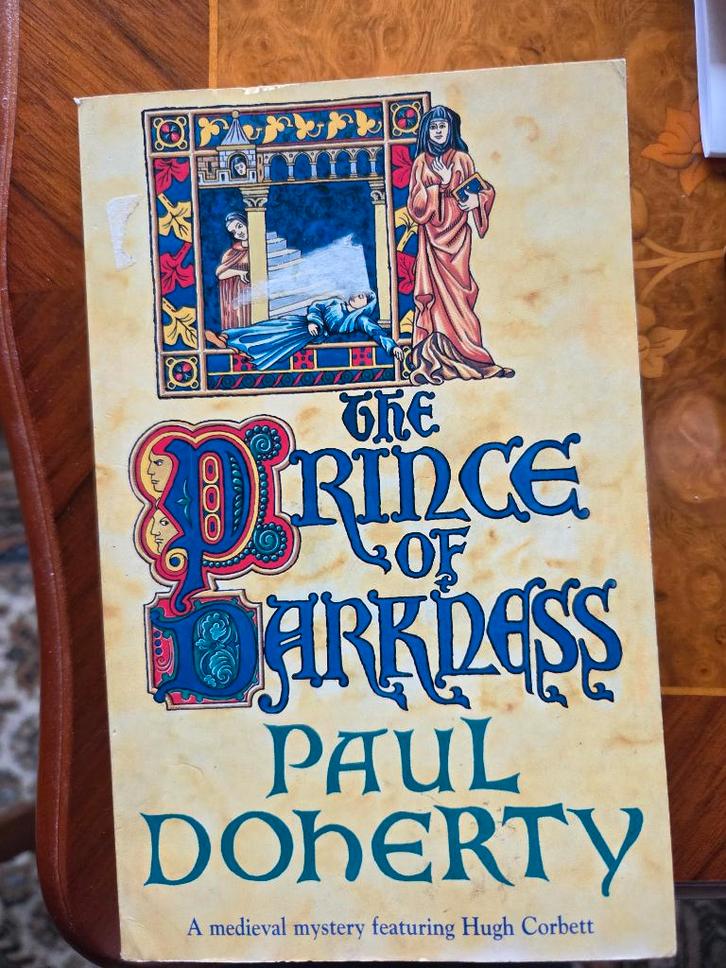 The
Prince
of
Darkness
Paul
Doherty
A medieval mystery featuring Hugh Corbett